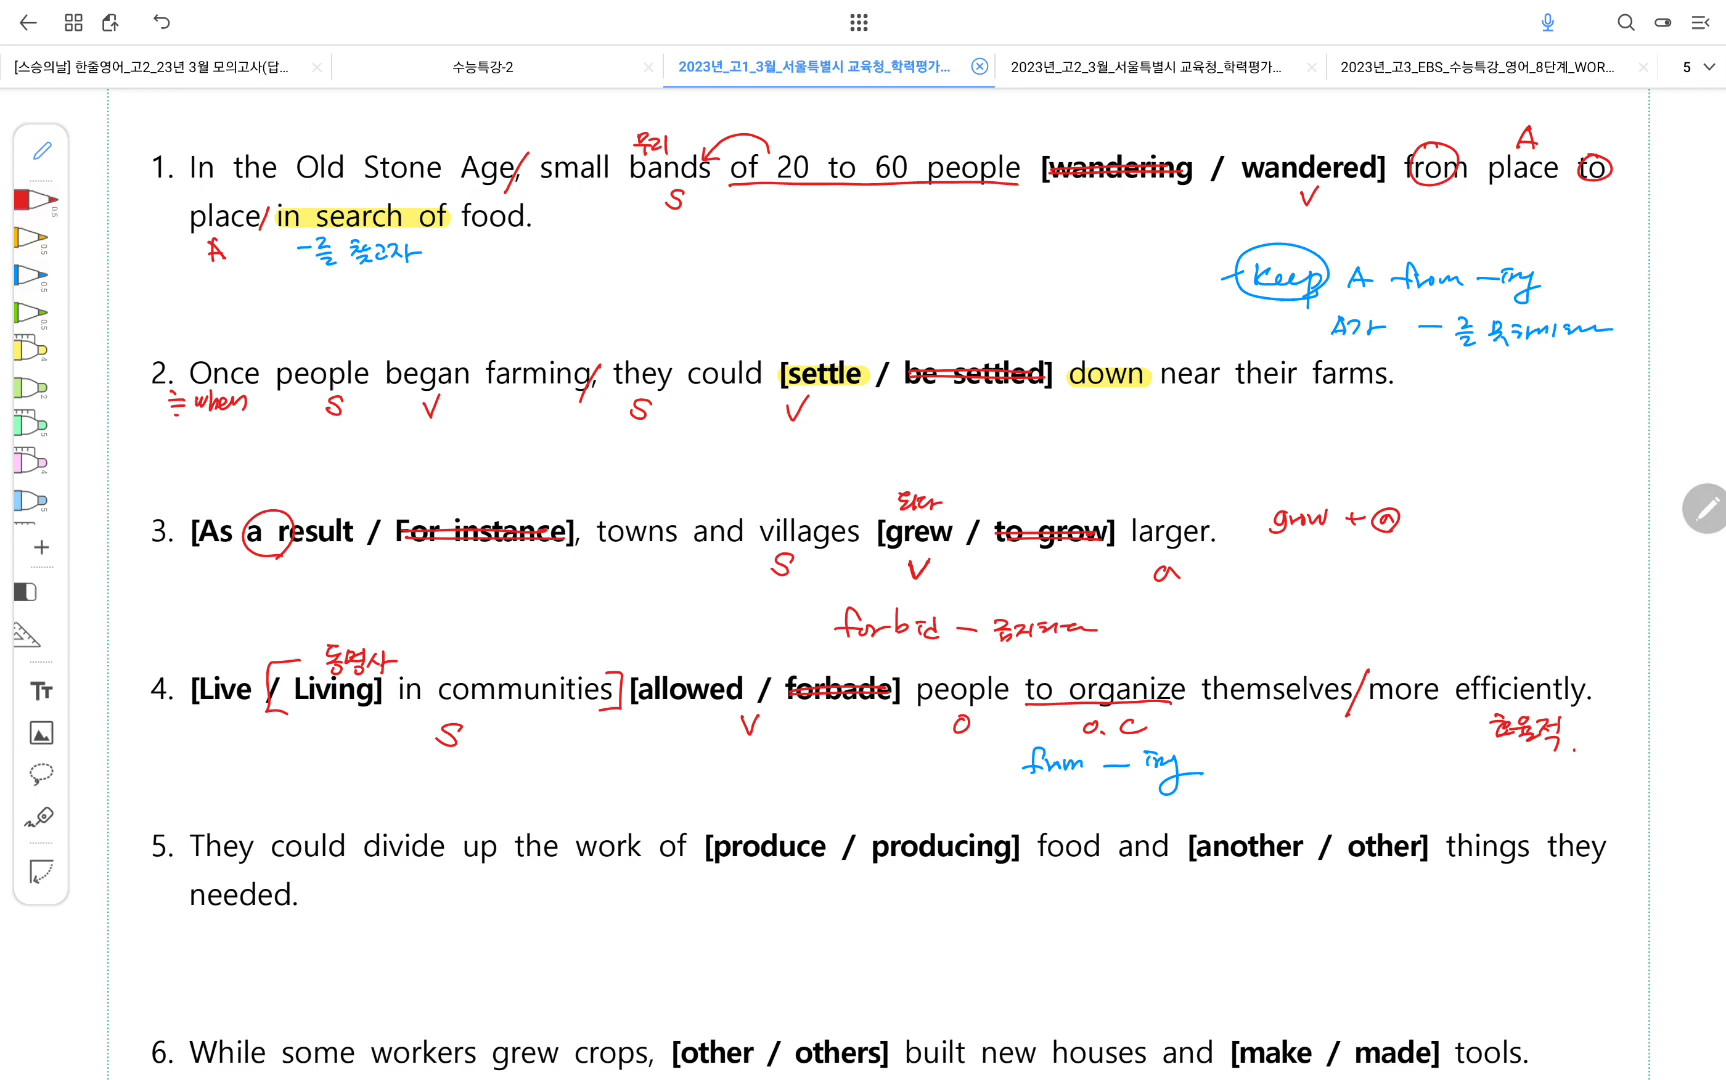 [스승의날] 한줄영어_고2_23년 3월 모의고사(답...
수능특강-2
2023년_고1_3월_서울특별시 교육청_학력평가...
2023년_고2_3월_서울특별시 교육청_학력평가...
2023년_고3_EBS_수능특강_영어_8단계_WOR...
5
무리
A
1. In the Old Stone Age, small bands of 20 to 60 people [wandering / wandered] from place to
S V
place in search of food.
A -를 찾고자
keep A from -ing
A가 - 를 못하게 하다
2. Once people began farming, they could [settle / be settled] down near their farms.
≒ when S V S V
되다
3. [As a result / For instance], towns and villages [grew / to grow] larger. grow + a
S V a
forbid - 금지하다
동명사
4. [Live / Living] in communities [allowed / forbade] people to organize themselves more efficiently.
S V O O.C 효율적
from - ing
5. They could divide up the work of [produce / producing] food and [another / other] things they
needed.
6. While some workers grew crops, [other / others] built new houses and [make / made] tools.